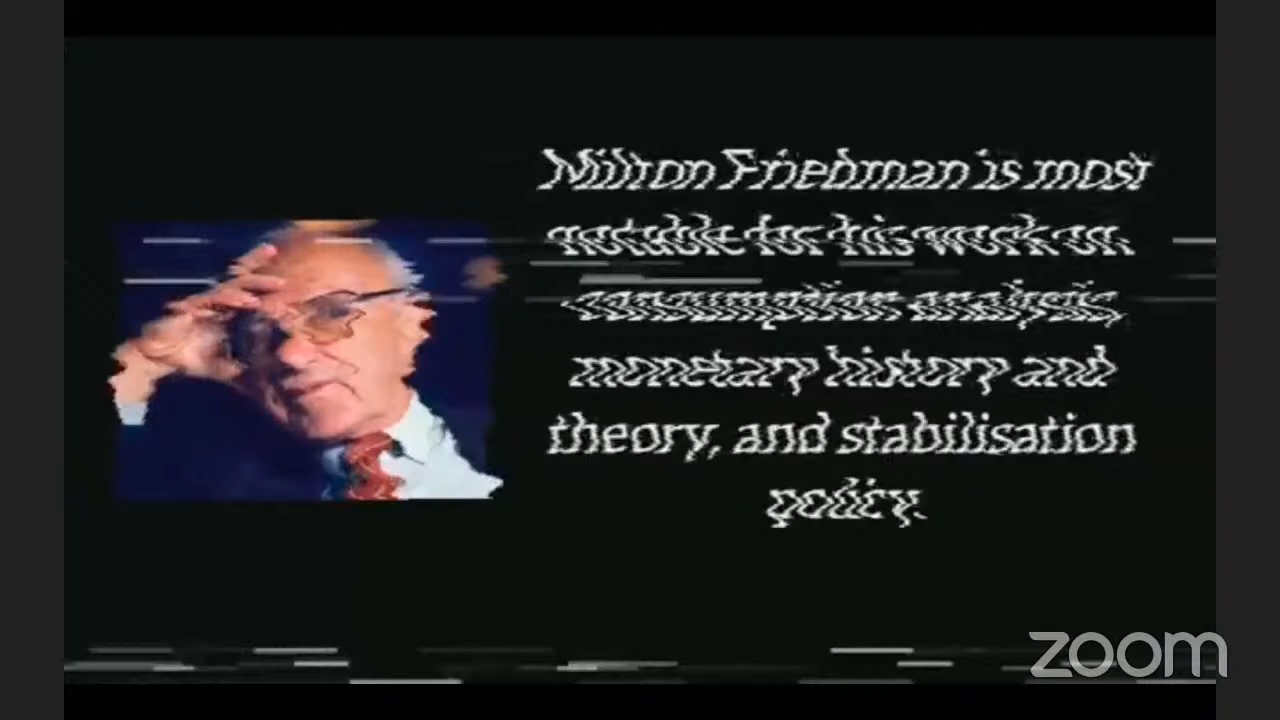 Milton Friedman is most
notable for his work on
consumption analysis,
monetary history and
theory, and stabilisation
policy.
zoom